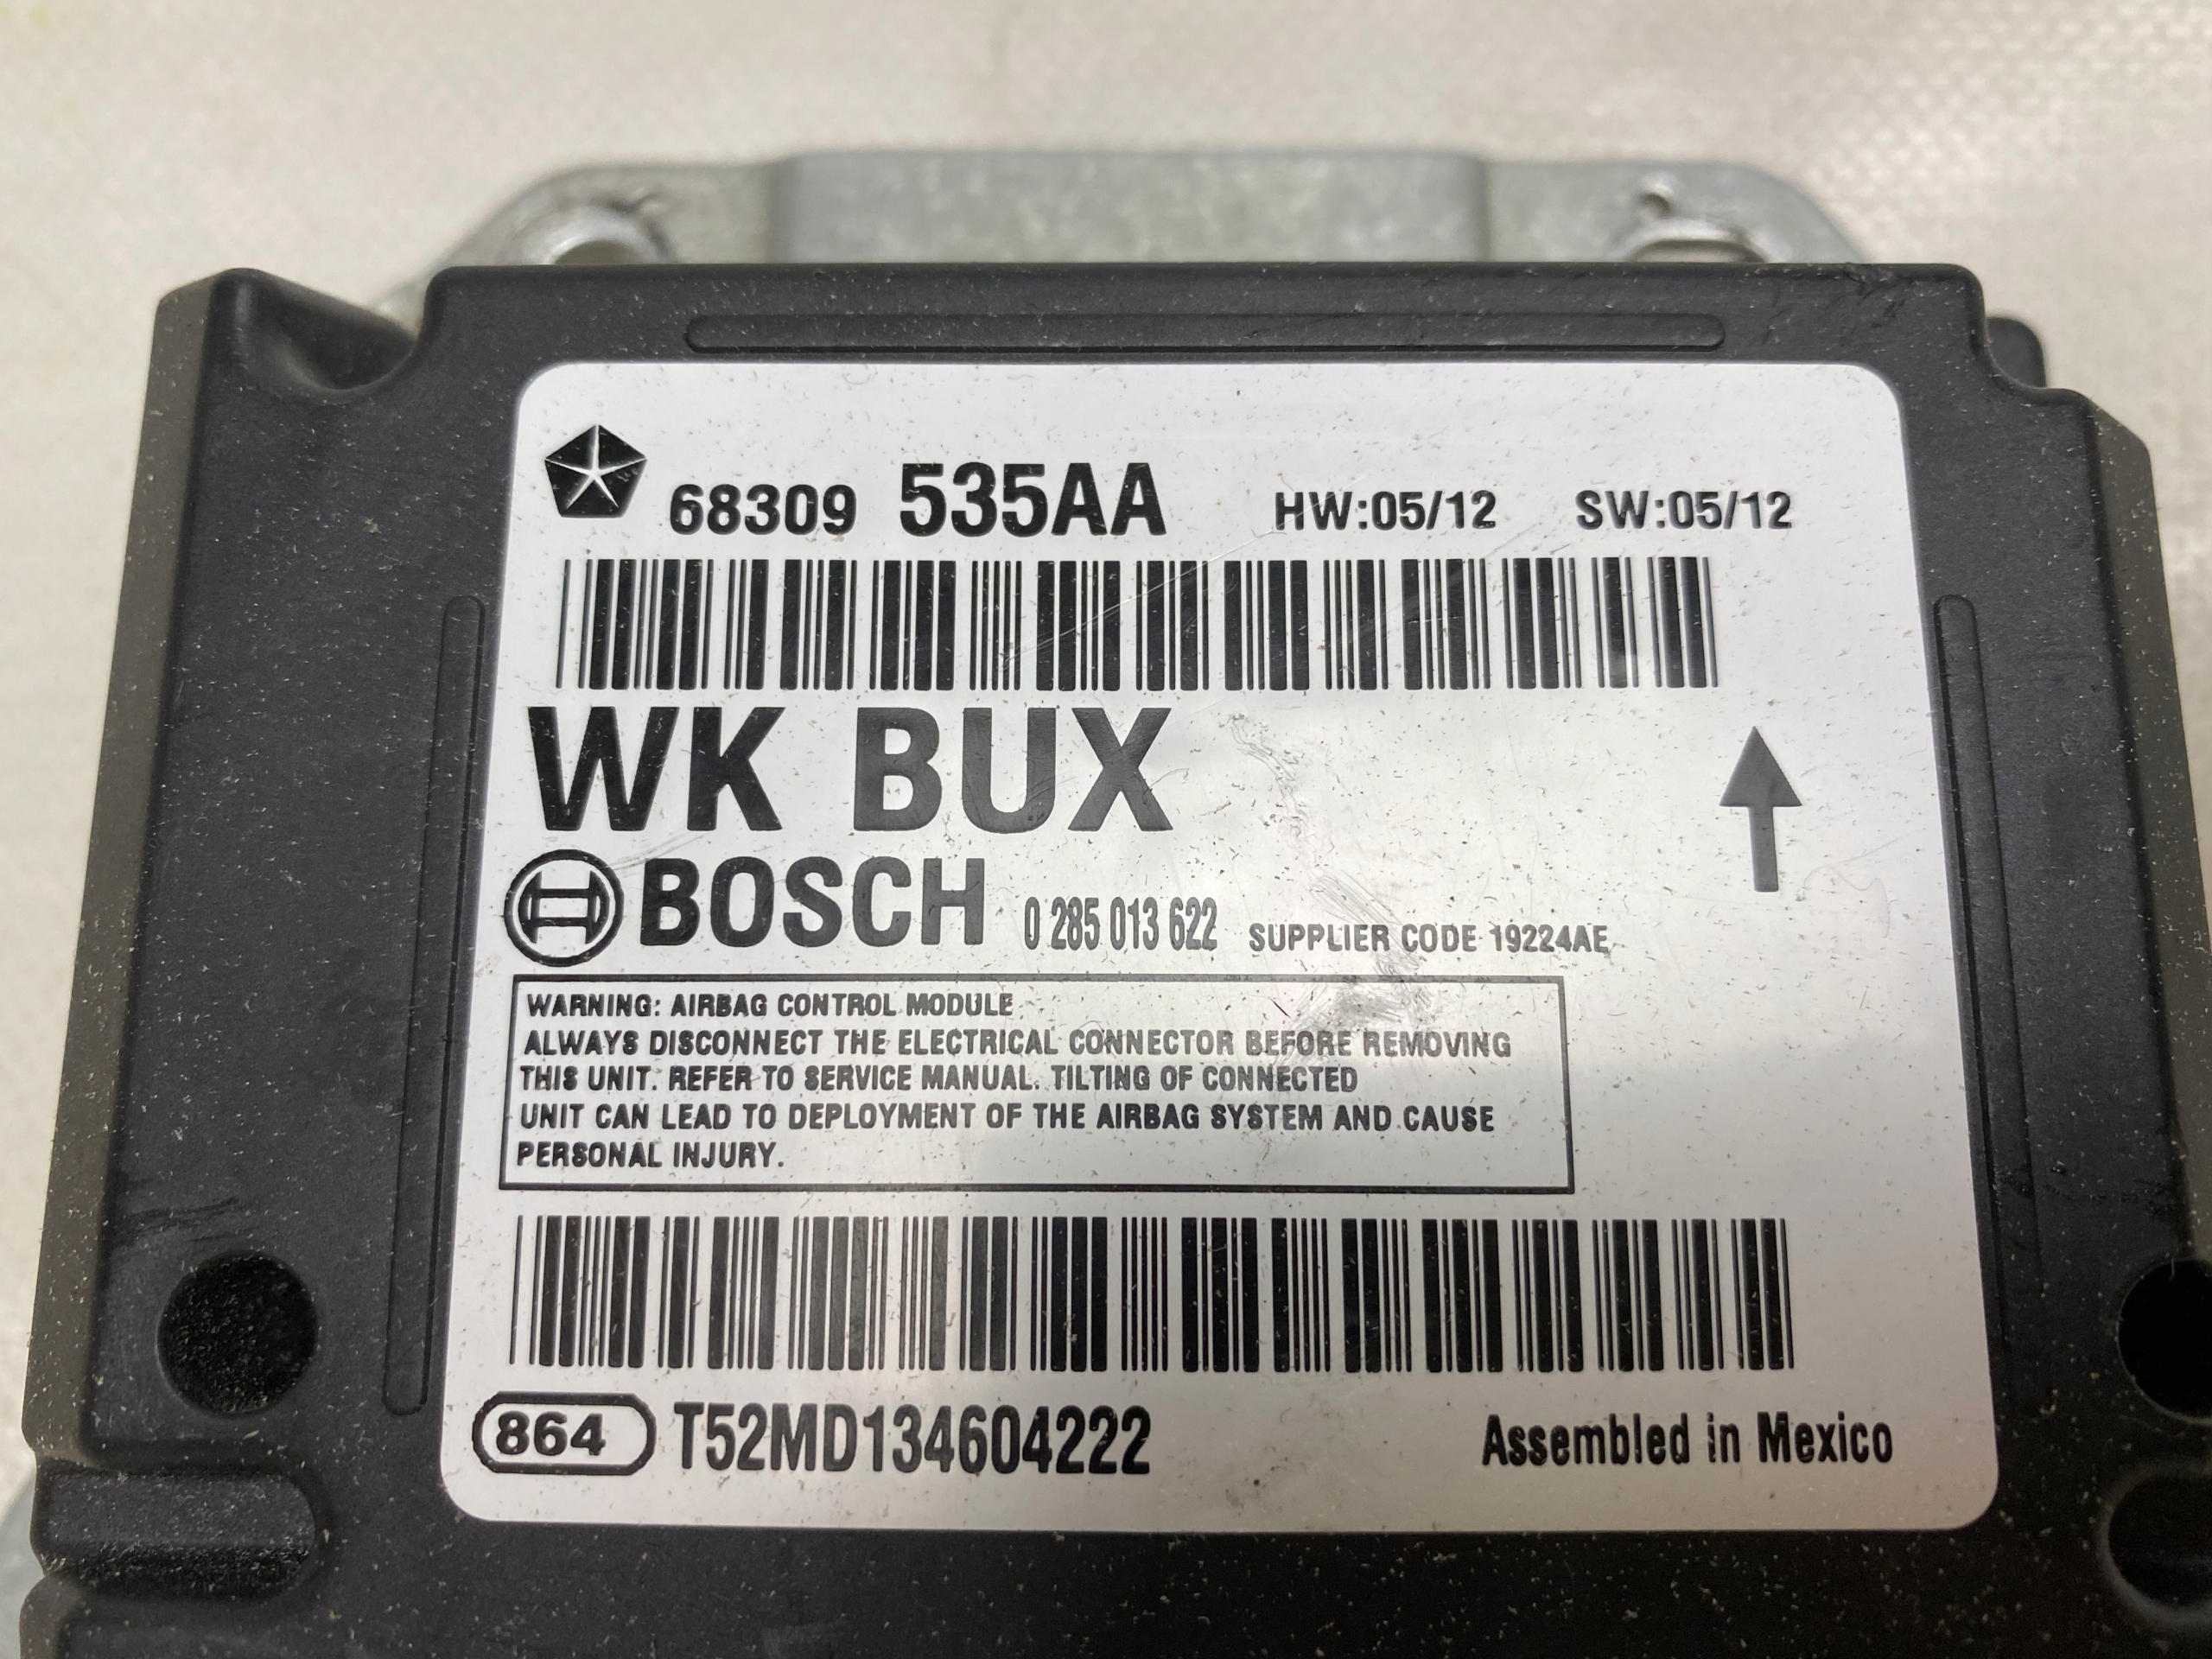 68309 535AA HW:05/12 SW:05/12
WK BUX
BOSCH 0 285 013 622 SUPPLIER CODE 19224AE
WARNING: AIRBAG CONTROL MODULE
ALWAYS DISCONNECT THE ELECTRICAL CONNECTOR BEFORE REMOVING
THIS UNIT. REFER TO SERVICE MANUAL. TILTING OF CONNECTED
UNIT CAN LEAD TO DEPLOYMENT OF THE AIRBAG SYSTEM AND CAUSE
PERSONAL INJURY.
864 T52MD134604222 Assembled in Mexico